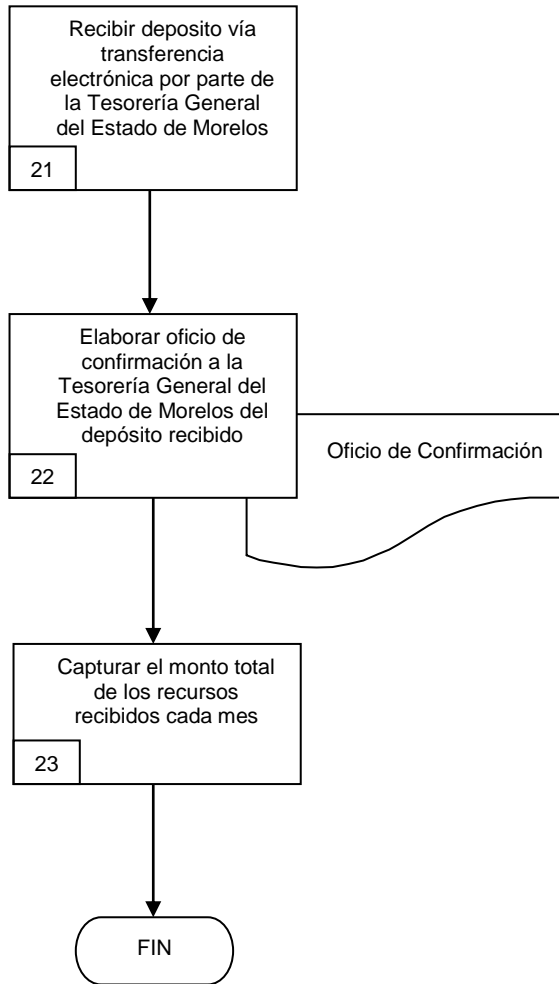 Recibir deposito vía
transferencia
electrónica por parte de
la Tesorería General
del Estado de Morelos
21
Elaborar oficio de
confirmación a la
Tesorería General del
Estado de Morelos del
depósito recibido
22
Oficio de Confirmación
Capturar el monto total
de los recursos
recibidos cada mes
23
FIN